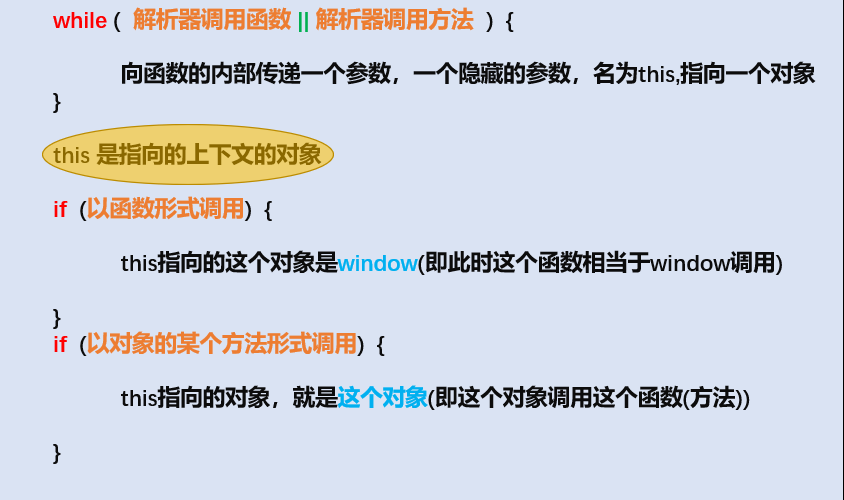 while ( 解析器调用函数 || 解析器调用方法 ) {
向函数的内部传递一个参数，一个隐藏的参数，名为this,指向一个对象
}
this 是指向的上下文的对象
if (以函数形式调用) {
this指向的这个对象是window(即此时这个函数相当于window调用)
}
if (以对象的某个方法形式调用) {
this指向的对象，就是这个对象(即这个对象调用这个函数(方法))
}